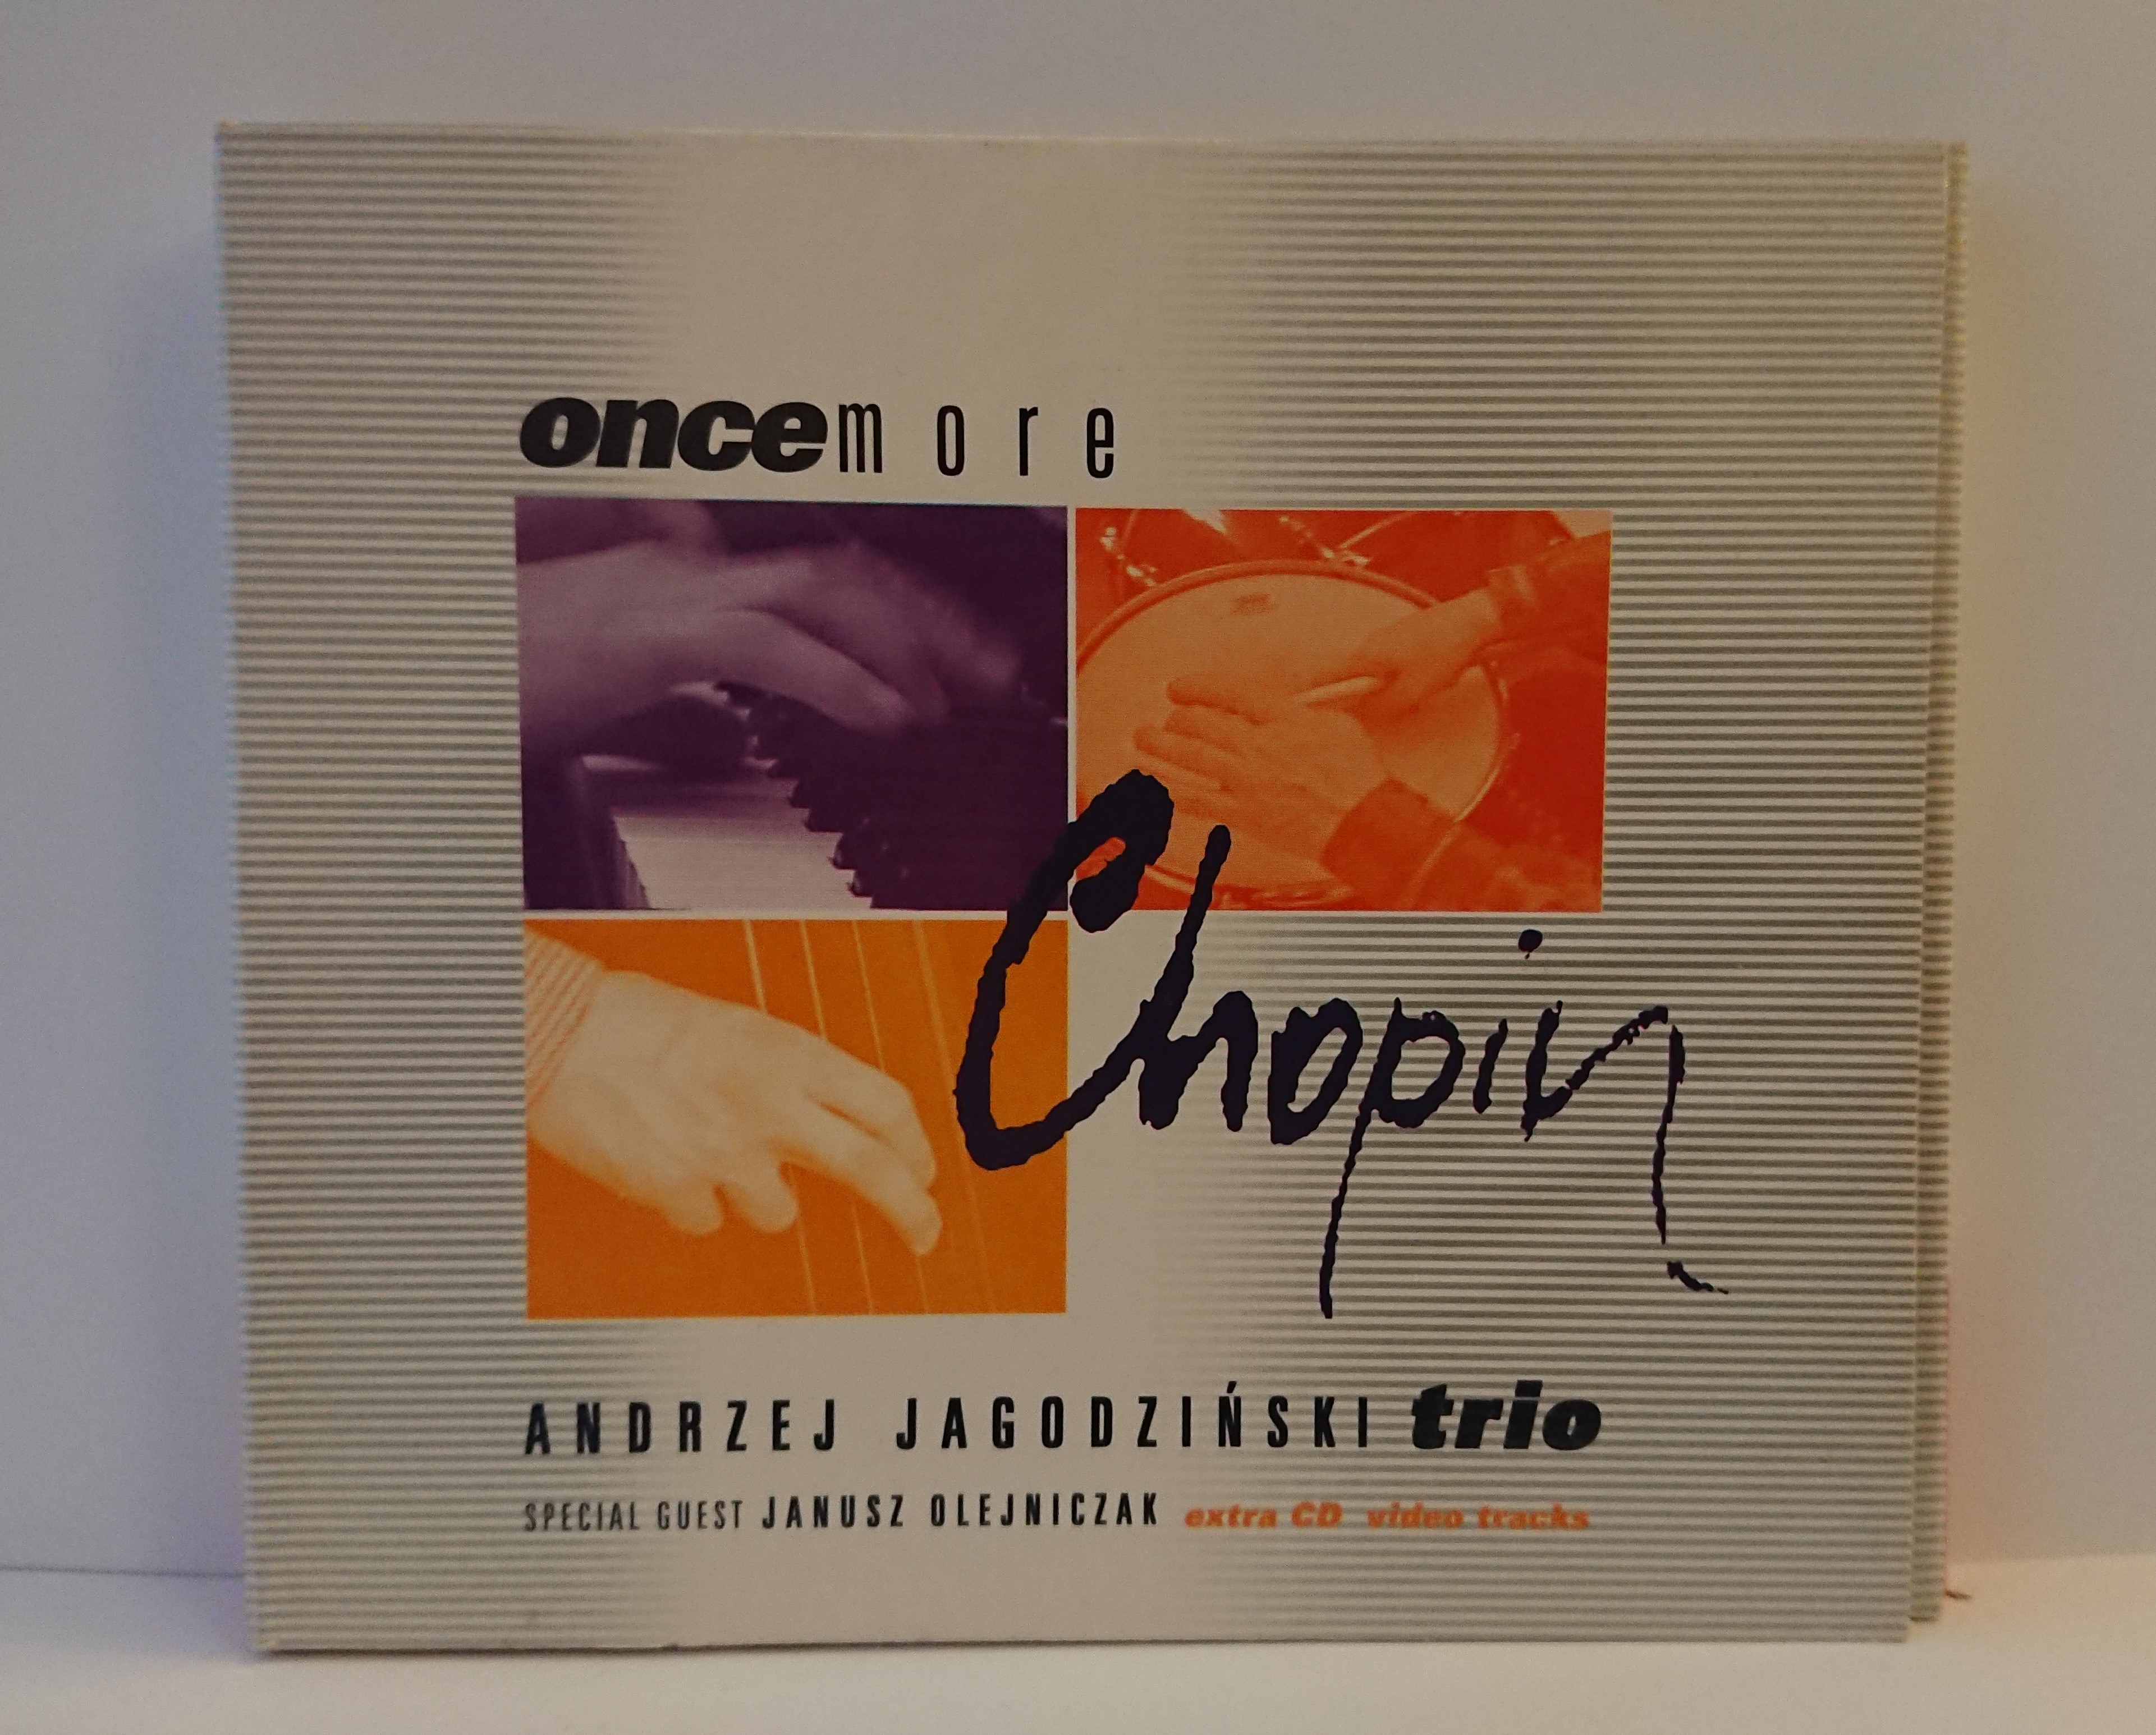 oncemore
Chopin
ANDRZEJ JAGODZIŃSKI trio
SPECIAL GUEST JANUSZ OLEJNICZAK extra CD video tracks